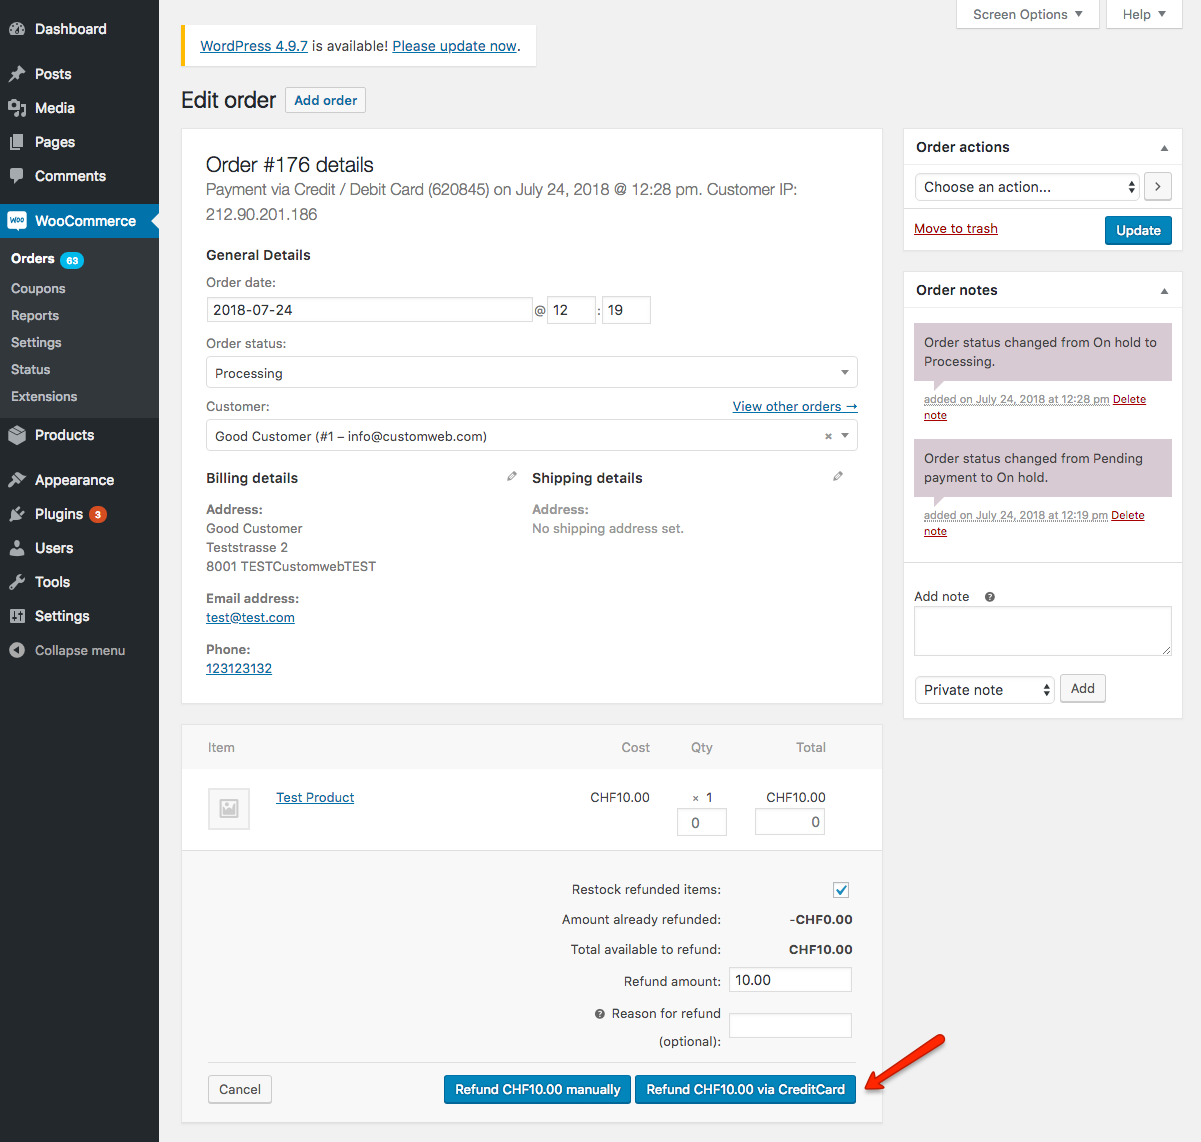 Dashboard
Posts
Media
Pages
Comments
WooCommerce
Orders 63
Coupons
Reports
Settings
Status
Extensions
Products
Appearance
Plugins 3
Users
Tools
Settings
Collapse menu
Screen Options
Help
WordPress 4.9.7 is available! Please update now.
Edit order Add order
Order #176 details
Payment via Credit / Debit Card (620845) on July 24, 2018 @ 12:28 pm. Customer IP:
212.90.201.186
General Details
Order date:
2018-07-24 @ 12 : 19
Order status:
Processing
Customer: View other orders →
Good Customer (#1 – info@customweb.com) ×
Billing details
Address:
Good Customer
Teststrasse 2
8001 TESTCustomwebTEST
Email address:
test@test.com
Phone:
123123132
Shipping details
Address:
No shipping address set.
Item Cost Qty Total
Test Product CHF10.00 × 1 CHF10.00
0 0
Restock refunded items:
Amount already refunded: -CHF0.00
Total available to refund: CHF10.00
Refund amount: 10.00
? Reason for refund
(optional):
Cancel Refund CHF10.00 manually Refund CHF10.00 via CreditCard
Order actions
Choose an action...
Move to trash Update
Order notes
Order status changed from On hold to
Processing.
added on July 24, 2018 at 12:28 pm Delete
note
Order status changed from Pending
payment to On hold.
added on July 24, 2018 at 12:19 pm Delete
note
Add note ?
Private note Add